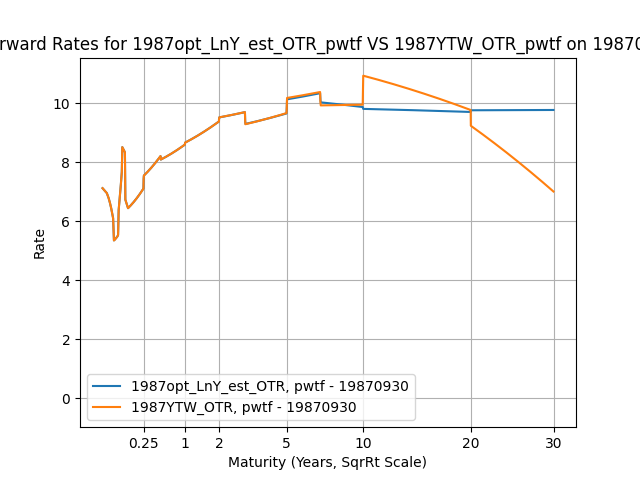 rward Rates for 1987opt_LnY_est_OTR_pwtf VS 1987YTW_OTR_pwtf on 19870
10
8
6
4
2
0
Rate
1987opt_LnY_est_OTR, pwtf - 19870930
1987YTW_OTR, pwtf - 19870930
0.25 1 2 5 10 20 30
Maturity (Years, SqrRt Scale)